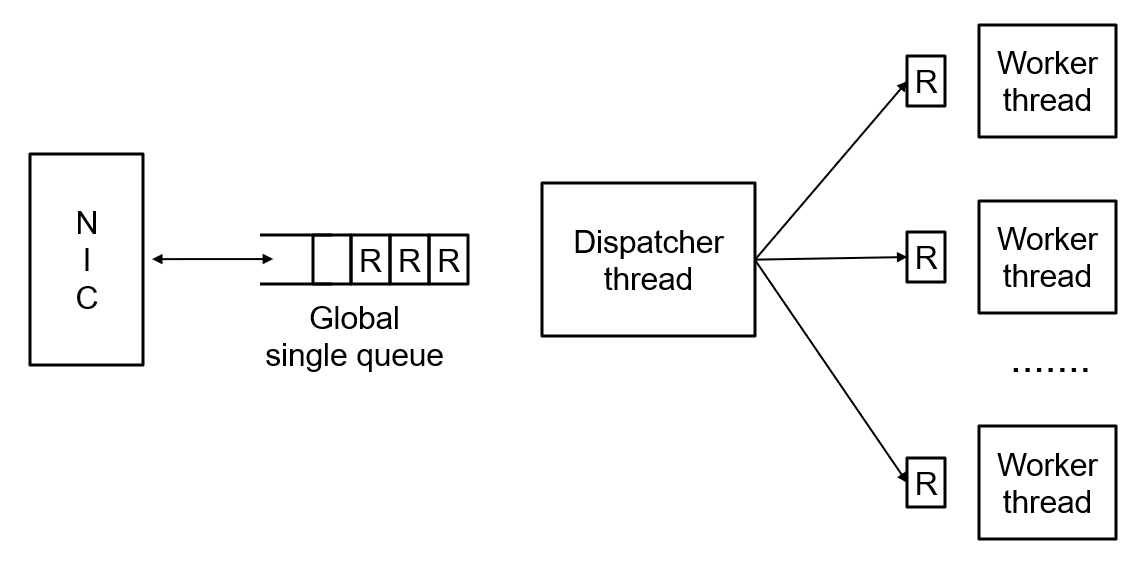 N
I
C
R R R
Global
single queue
Dispatcher
thread
R
Worker
thread
R
Worker
thread
.......
R
Worker
thread